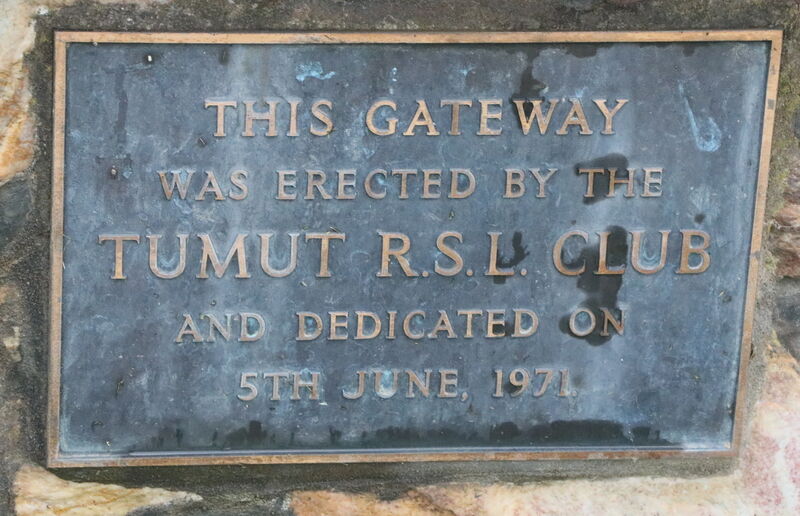 THIS GATEWAY
WAS ERECTED BY THE
TUMUT R.S.L. CLUB
AND DEDICATED ON
5TH JUNE, 1971.